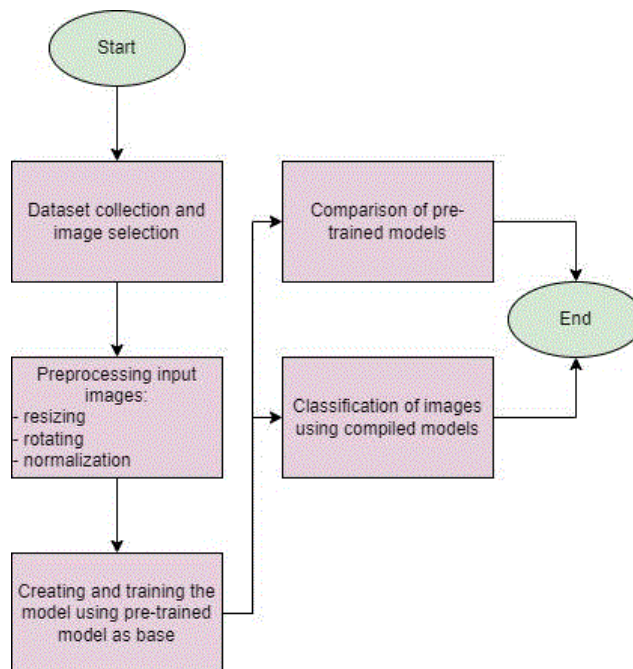 Start
Dataset collection and
image selection
Preprocessing input
images:
- resizing
- rotating
- normalization
Creating and training the
model using pre-trained
model as base
Comparison of pre-
trained models
Classification of images
using compiled models
End